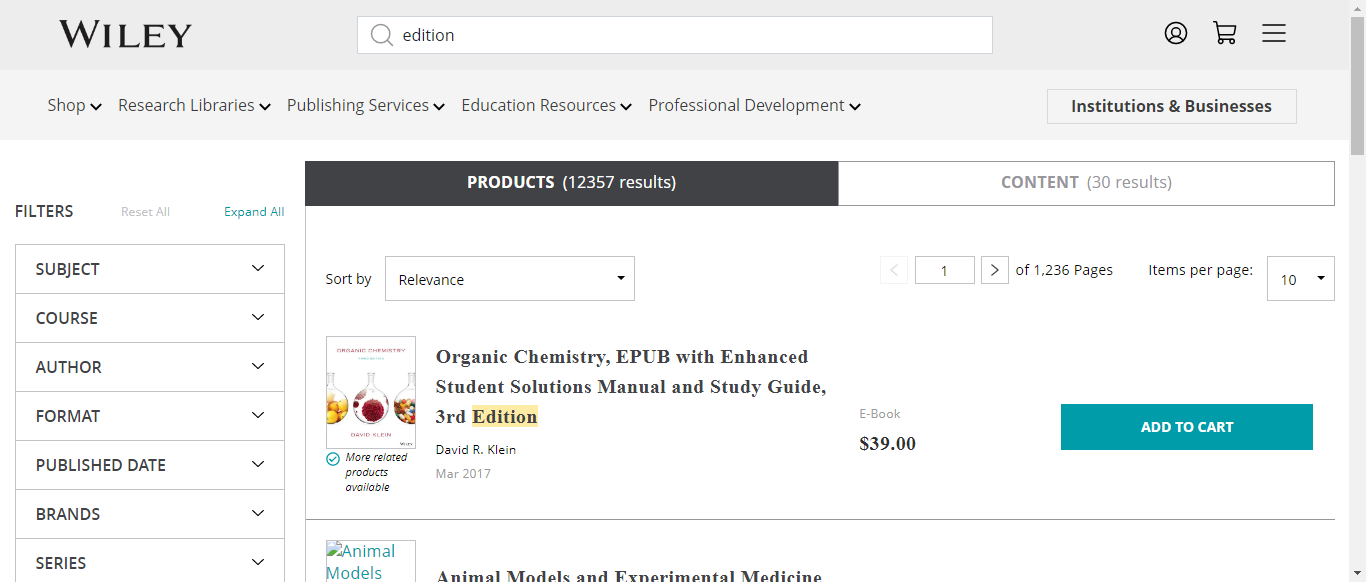 WILEY
edition
Shop
Research Libraries
Publishing Services
Education Resources
Professional Development
Institutions & Businesses
FILTERS
Reset All
Expand All
SUBJECT
COURSE
AUTHOR
FORMAT
PUBLISHED DATE
BRANDS
SERIES
PRODUCTS (12357 results)
CONTENT (30 results)
Sort by
Relevance
1
of 1,236 Pages
Items per page:
10
ORGANIC CHEMISTRY
THIRD EDITION
DAVID KLEIN
WILEY
More related
products
available
Organic Chemistry, EPUB with Enhanced
Student Solutions Manual and Study Guide,
3rd Edition
David R. Klein
Mar 2017
E-Book
$39.00
ADD TO CART
Animal
Models
Animal Models and Experimental Medicine